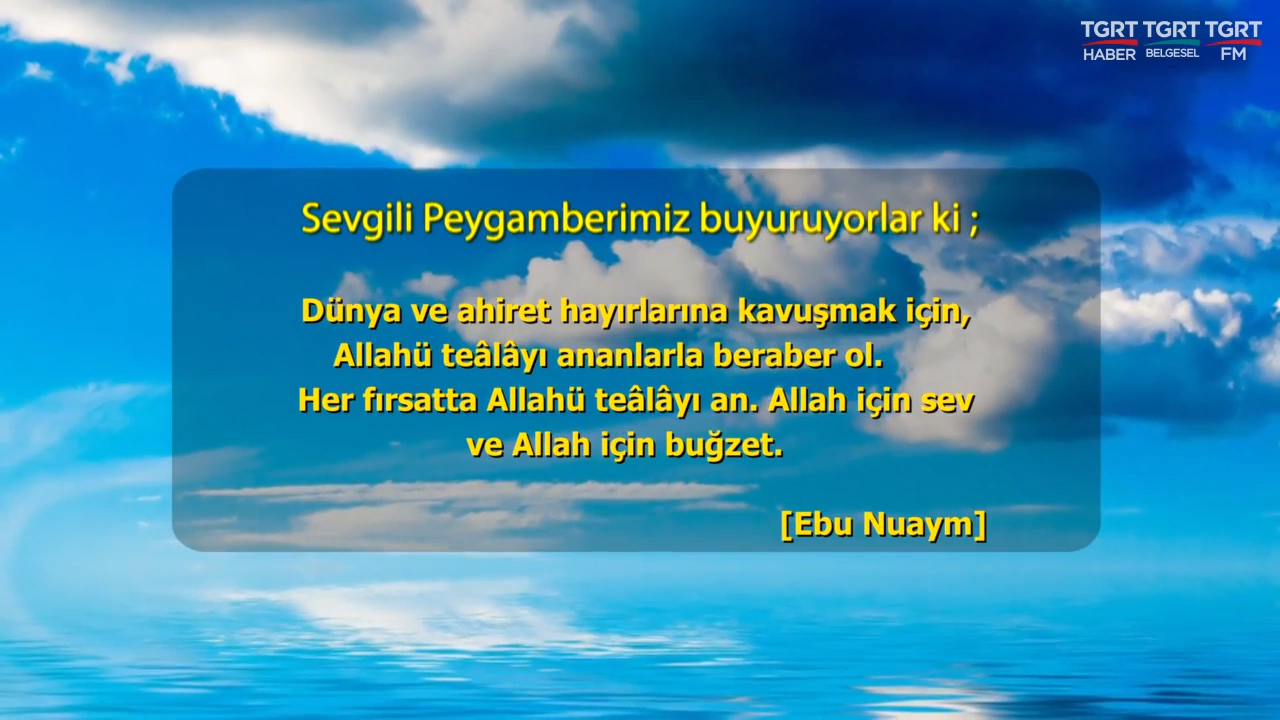 TGRT TGRT TGRT
HABER BELGESEL FM
Sevgili Peygamberimiz buyuruyorlar ki ;
Dünya ve ahiret hayırlarına kavuşmak için,
Allahü teâlâyı ananlarla beraber ol.
Her fırsatta Allahü teâlâyı an. Allah için sev
ve Allah için buğzet.
[Ebu Nuaym]